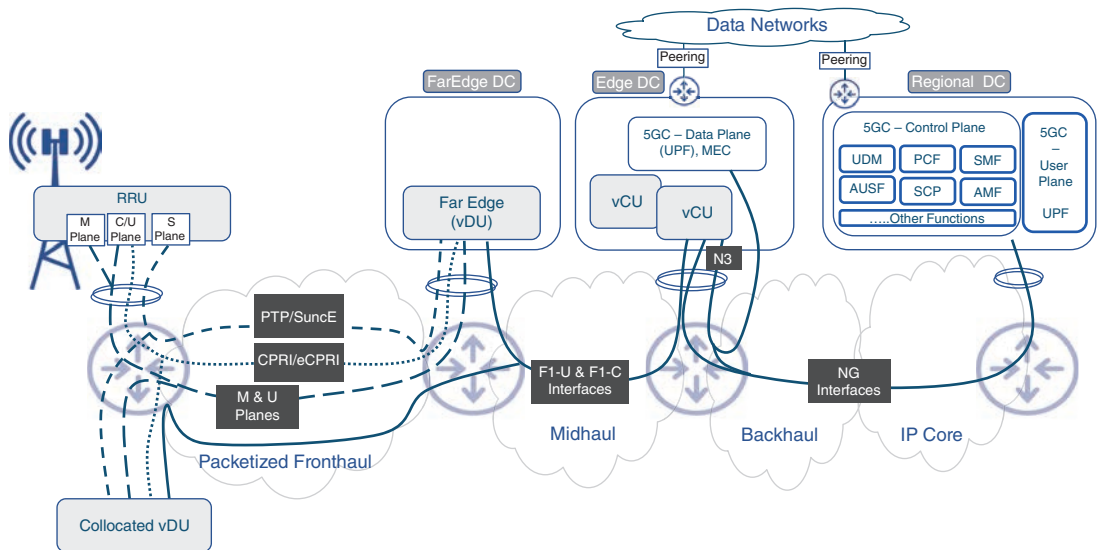 Data Networks
Peering
Peering
FarEdge DC
Edge DC
Regional DC
5GC – Data Plane
(UPF), MEC
5GC – Control Plane
UDM
PCF
SMF
AUSF
SCP
AMF
.....Other Functions
5GC
–
User
Plane
UPF
H
RRU
M
Plane
C/U
Plane
S
Plane
Far Edge
(vDU)
vCU
vCU
N3
PTP/SuncE
CPRI/eCPRI
M & U
Planes
F1-U & F1-C
Interfaces
NG
Interfaces
Packetized Fronthaul
Midhaul
Backhaul
IP Core
Collocated vDU